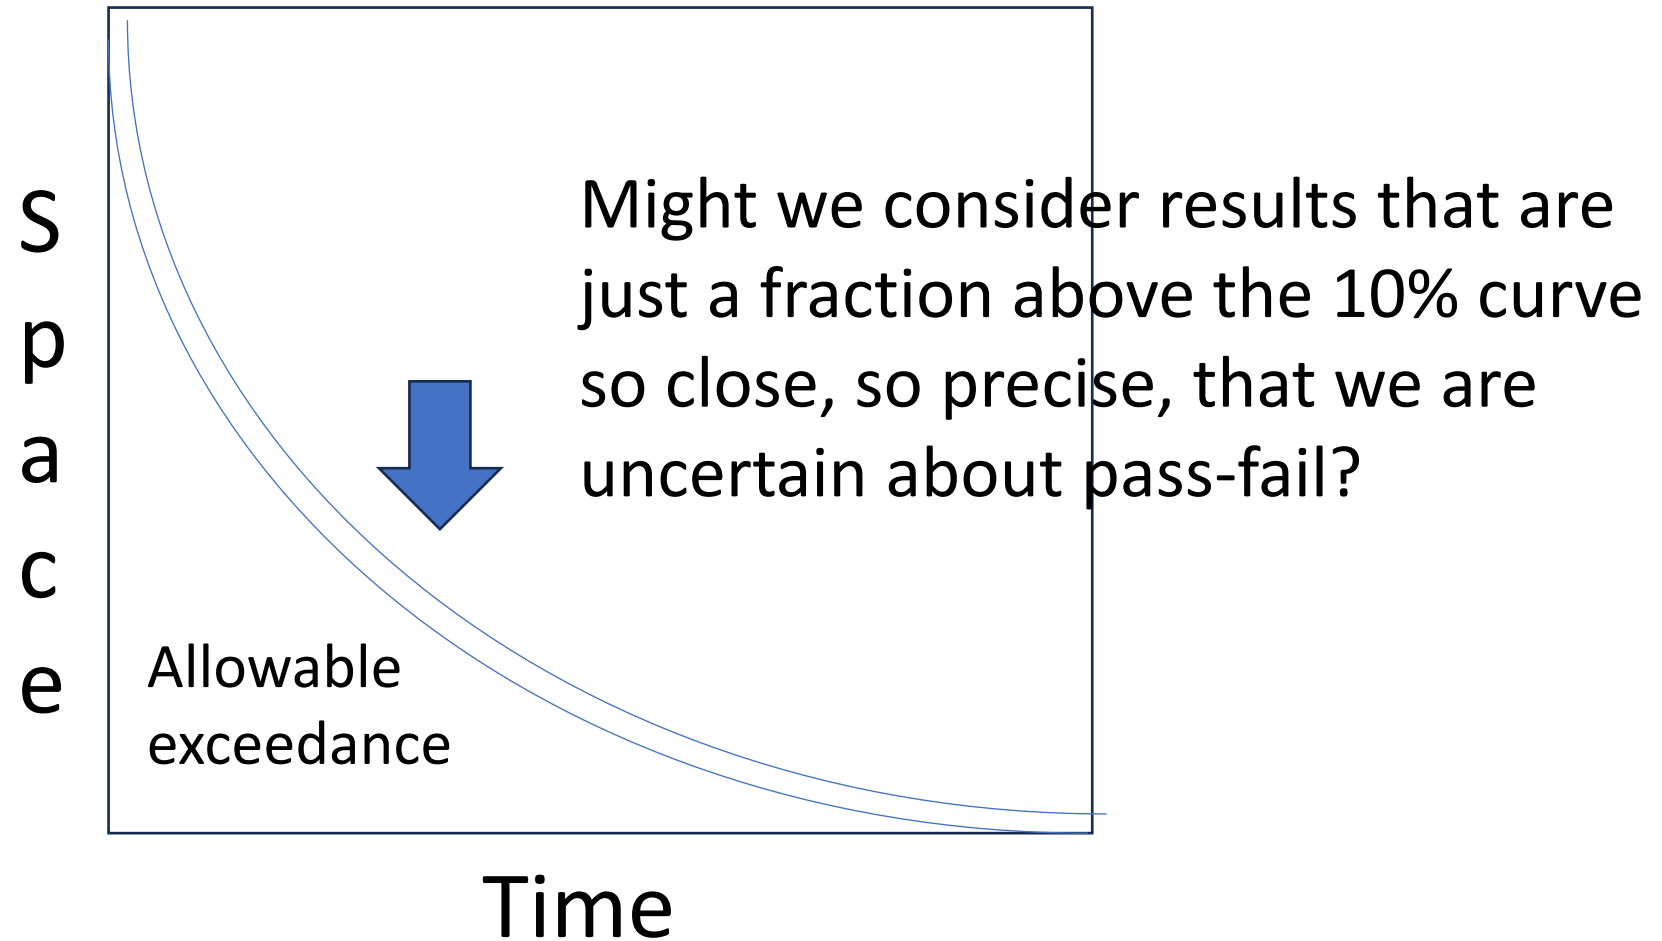 Space
Might we consider results that are
just a fraction above the 10% curve
so close, so precise, that we are
uncertain about pass-fail?
Allowable
exceedance
Time